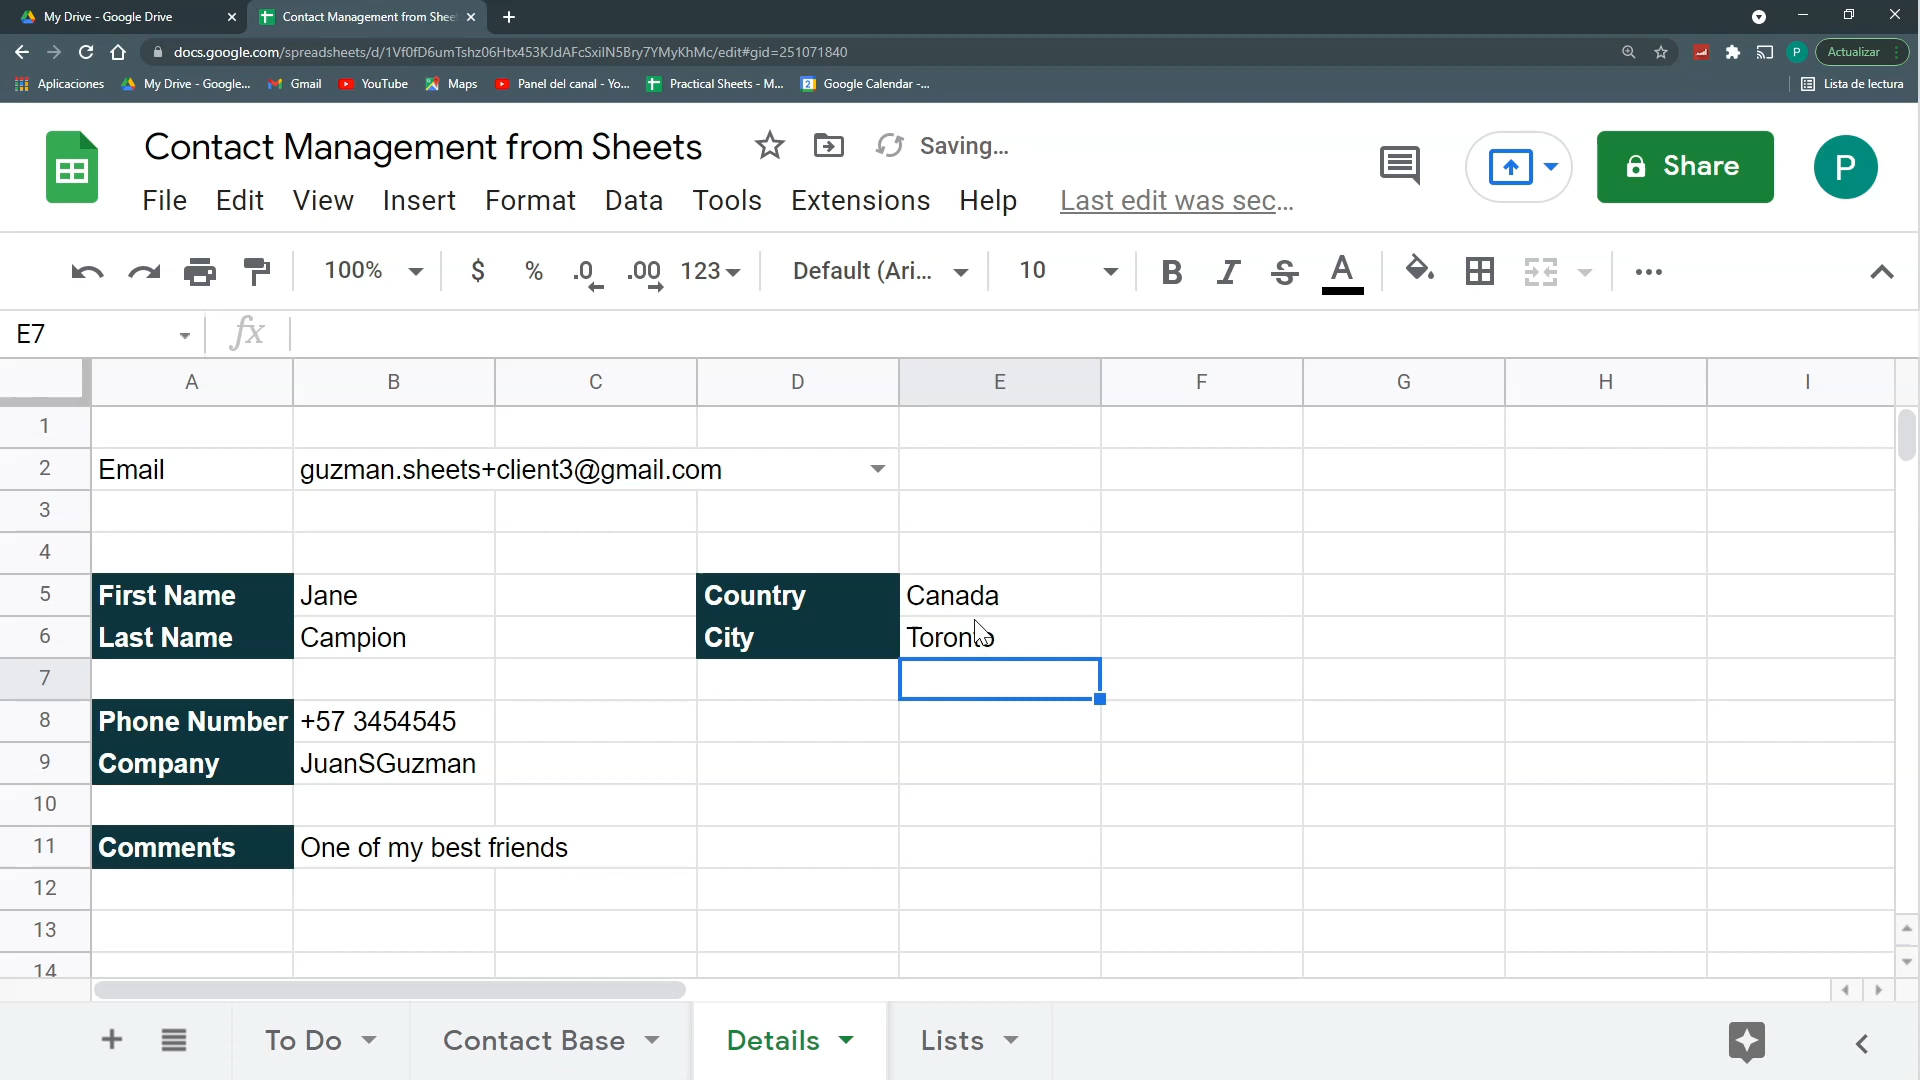 My Drive - Google Drive
Contact Management from Shee
docs.google.com/spreadsheets/d/1Vf0fD6umTshz06Htx453KJdAFcSxiIN5Bry7YMyKhMc/edit#gid=251071840
P
Actualizar
Aplicaciones
My Drive - Google...
Gmail
YouTube
Maps
Panel del canal - Yo...
Practical Sheets - M...
Google Calendar -...
Lista de lectura
Contact Management from Sheets
Saving...
Share
P
File Edit View Insert Format Data Tools Extensions Help Last edit was sec...
100% $ % .0 .00 123 Default (Ari... 10 B I S A
E7 fx
A B C D E F G H I
1
2 Email guzman.sheets+client3@gmail.com
3
4
5 First Name Jane Country Canada
6 Last Name Campion City Toronto
7
8 Phone Number +57 3454545
9 Company JuanSGuzman
10
11 Comments One of my best friends
12
13
14
To Do Contact Base Details Lists